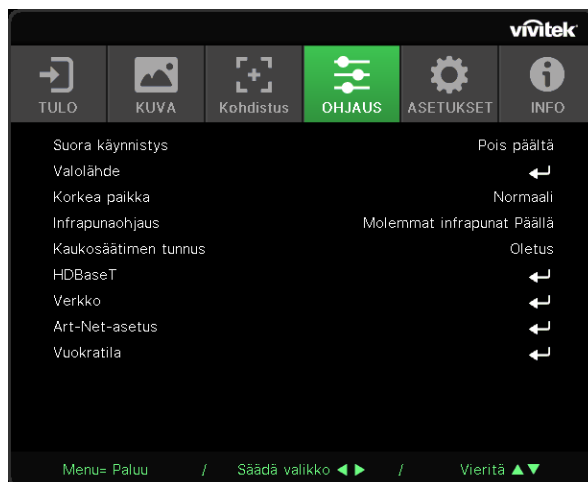 vivitek
TULO KUVA Kohdistus OHJAUS ASETUKSET INFO
Suora käynnistys Pois päältä
Valolähde
Korkea paikka Normaali
Infrapunaohjaus Molemmat infrapunat Päällä
Kaukosäätimen tunnus Oletus
HDBaseT
Verkko
Art-Net-asetus
Vuokratila
Menu= Paluu / Säädä valikko ◀ ▶ / Vieritä ▲▼